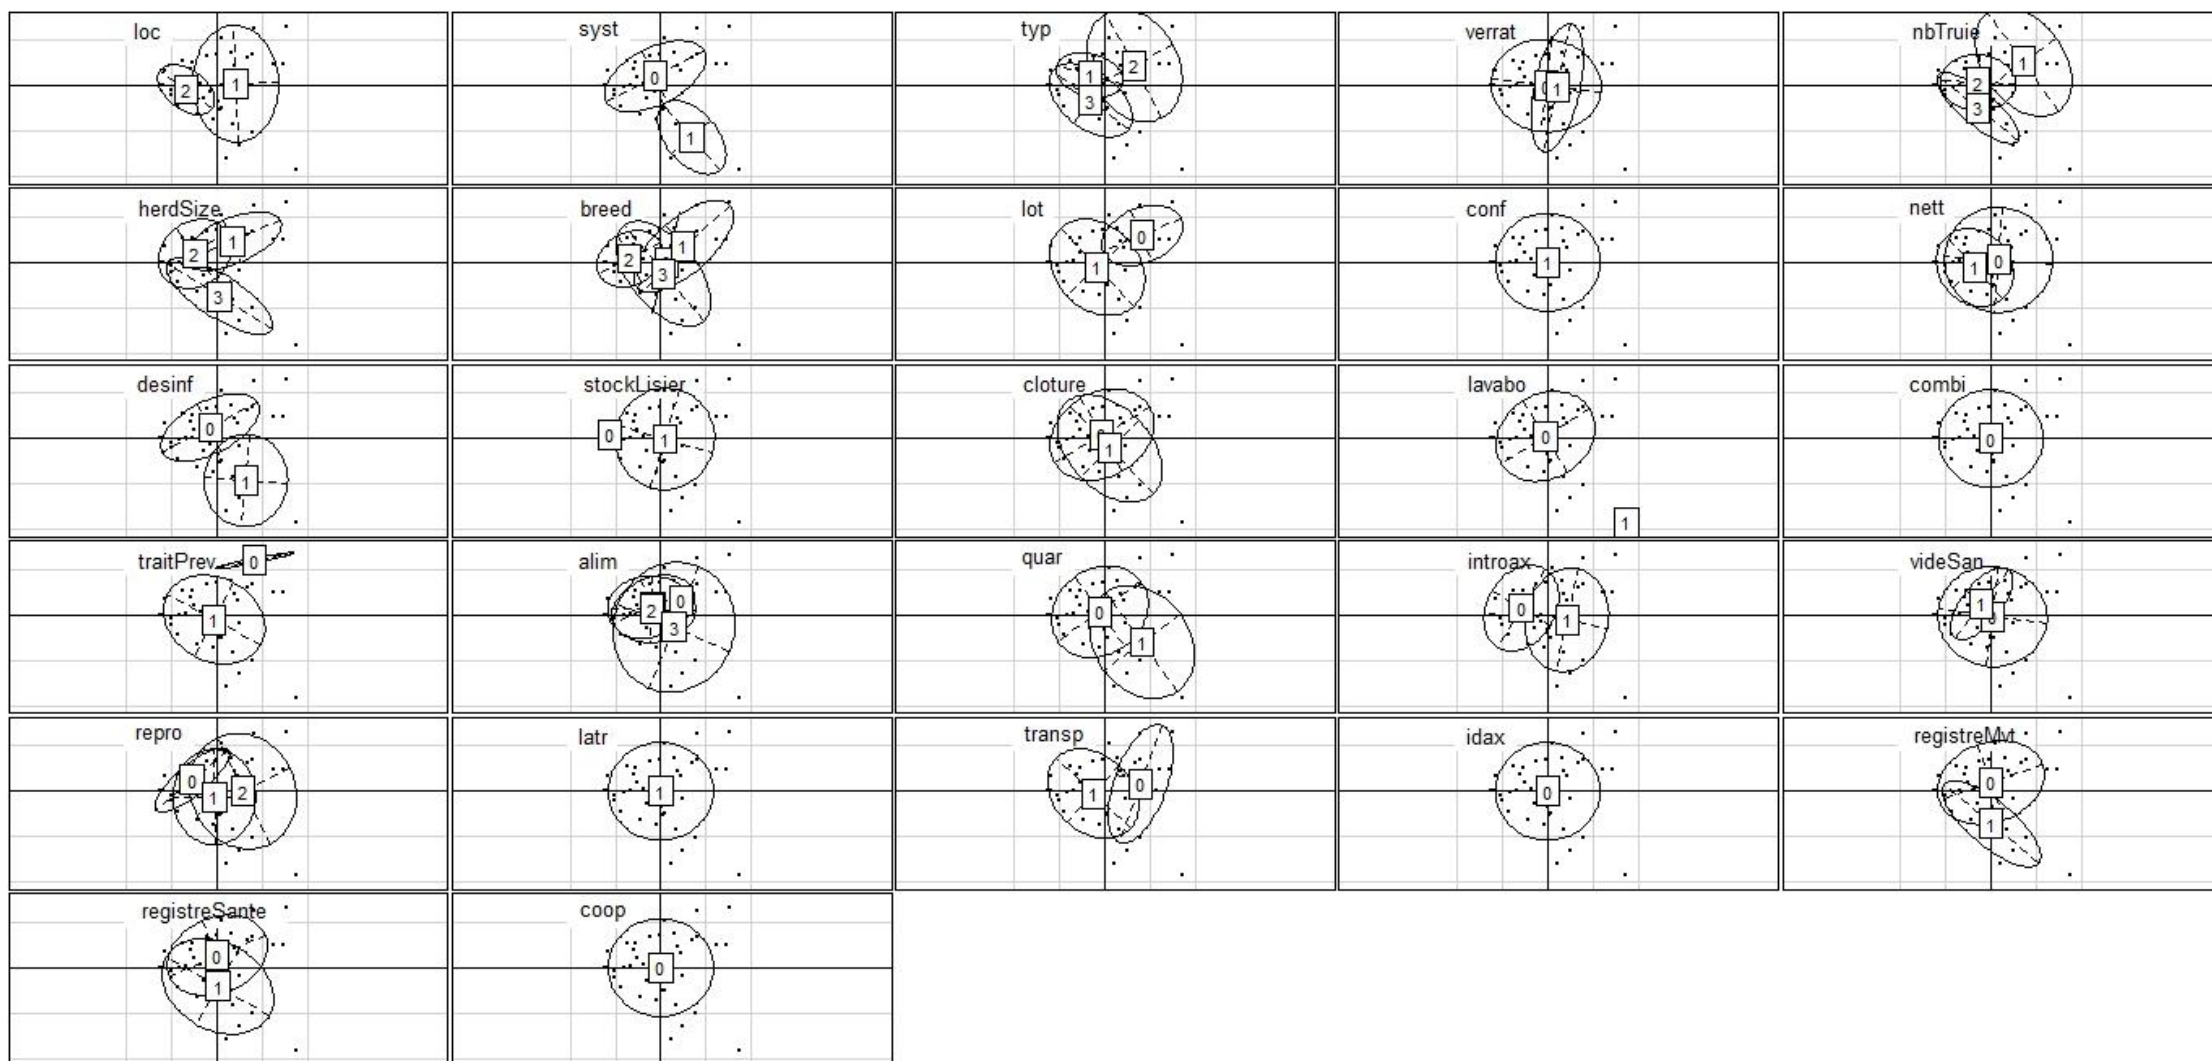 loc
2
1
syst
0
1
typ
1
2
3
verrat
0
1
nbTruie
1
2
3
herdSize
2
1
3
breed
2
1
3
lot
0
1
conf
1
nett
1
0
desinf
0
1
stockLisier
0
1
cloture
0
1
lavabo
0
1
combi
0
traitPrev
0
1
alim
2
0
3
quar
0
1
introax
0
1
videSan
1
0
repro
0
1
2
latr
1
transp
1
0
idax
0
registreMvt
0
1
registreSante
0
1
coop
0